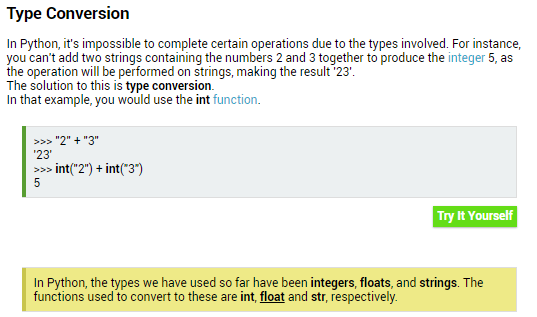 Type Conversion
In Python, it's impossible to complete certain operations due to the types involved. For instance,
you can't add two strings containing the numbers 2 and 3 together to produce the integer 5, as
the operation will be performed on strings, making the result '23'.
The solution to this is type conversion.
In that example, you would use the int function.
>>> "2" + "3"
'23'
>>> int("2") + int("3")
5
Try It Yourself
In Python, the types we have used so far have been integers, floats, and strings. The
functions used to convert to these are int, float and str, respectively.